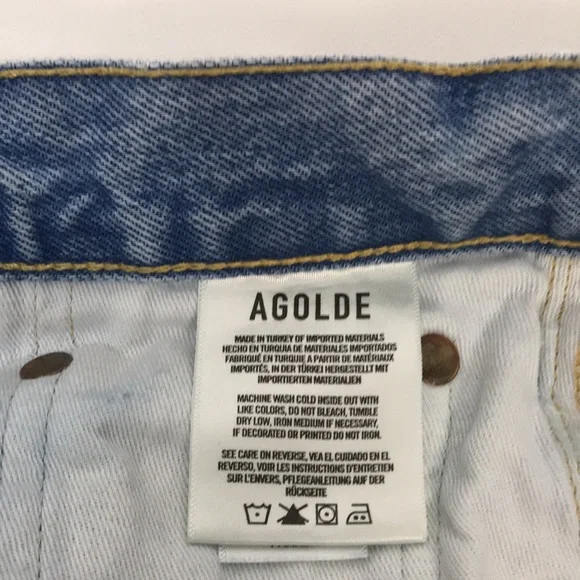 AGOLDE
MADE IN TURKEY OF IMPORTED MATERIALS
HECHO EN TURQUIA DE MATERIALES IMPORTADOS
FABRIQUÉ EN TURQUIE A PARTIR DE MATÉRIAUX
IMPORTÉS, IN DER TÜRKEI HERGESTELLT MIT
IMPORTIERTEN MATERIALIEN
MACHINE WASH COLD INSIDE OUT WITH
LIKE COLORS, DO NOT BLEACH, TUMBLE
DRY LOW, IRON MEDIUM IF NECESSARY,
IF DECORATED OR PRINTED DO NOT IRON.
SEE CARE ON REVERSE, VEA EL CUIDADO EN EL
REVERSO, VOIR LES INSTRUCTIONS D'ENTRETIEN
SUR L'ENVERS, PFLEGEANLEITUNG AUF DER
RÜCKSEITE